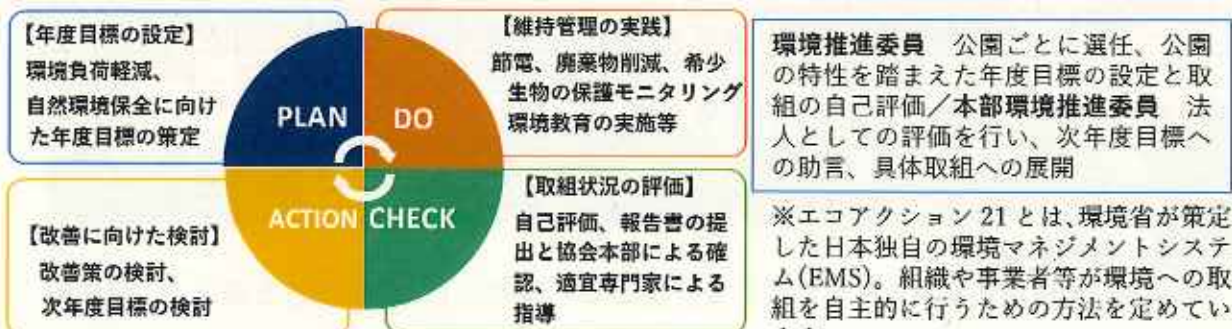 【年度目標の設定】
環境負荷軽減、
自然環境保全に向け
た年度目標の策定
PLAN
DO
【維持管理の実践】
節電、廃棄物削減、希少
生物の保護モニタリング
環境教育の実施等
ACTION
CHECK
【改善に向けた検討】
改善策の検討、
次年度目標の検討
【取組状況の評価】
自己評価、報告書の提
出と協会本部による確
認、適宜専門家による
指導
環境推進委員 公園ごとに選任、公園
の特性を踏まえた年度目標の設定と取
組の自己評価／本部環境推進委員 法
人としての評価を行い、次年度目標へ
の助言、具体取組への展開
※エコアクション 21 とは、環境省が策定
した日本独自の環境マネジメントシステ
ム(EMS)。組織や事業者等が環境への取
組を自主的に行うための方法を定めてい